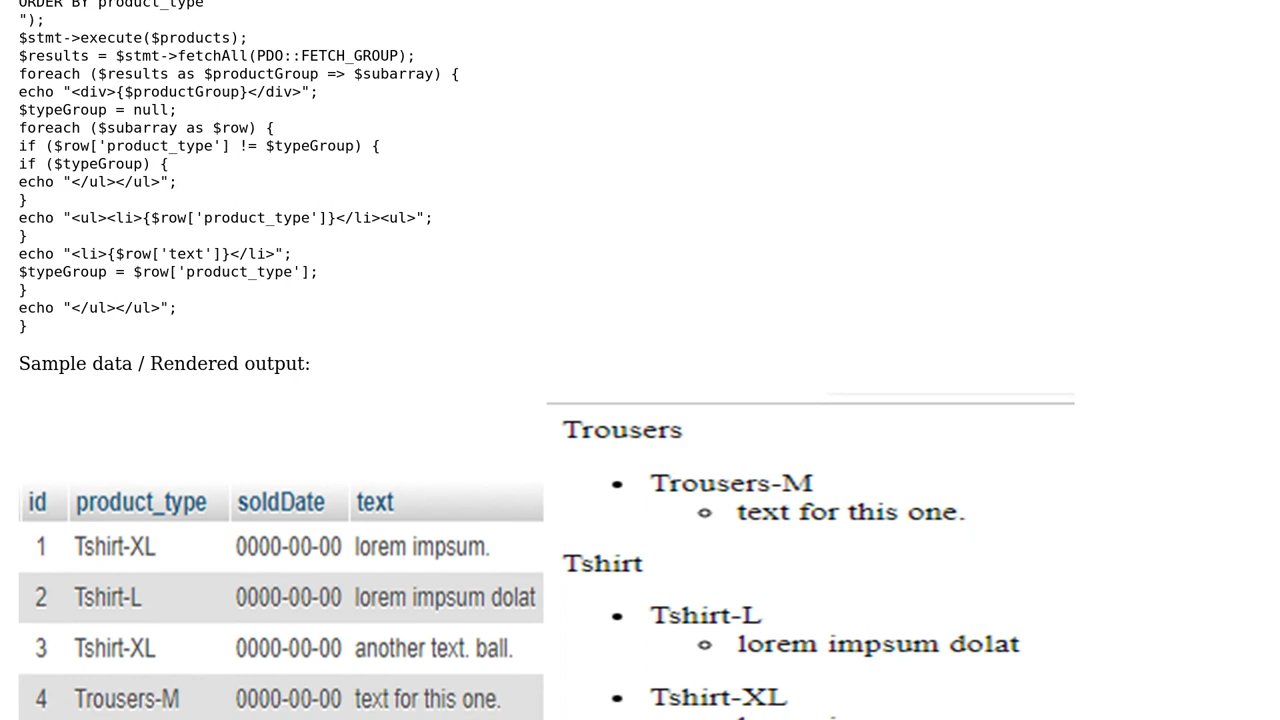 ORDER BY product_type
");
$stmt->execute($products);
$results = $stmt->fetchAll(PDO::FETCH_GROUP);
foreach ($results as $productGroup => $subarray) {
echo "<div>{$productGroup}</div>";
$typeGroup = null;
foreach ($subarray as $row) {
if ($row['product_type'] != $typeGroup) {
if ($typeGroup) {
echo "</ul></ul>";
}
echo "<ul><li>{$row['product_type']}</li><ul>";
}
echo "<li>{$row['text']}</li>";
$typeGroup = $row['product_type'];
}
echo "</ul></ul>";
}
Sample data / Rendered output:
id product_type soldDate text
1 Tshirt-XL 0000-00-00 lorem impsum.
2 Tshirt-L 0000-00-00 lorem impsum dolat
3 Tshirt-XL 0000-00-00 another text. ball.
4 Trousers-M 0000-00-00 text for this one.
Trousers
• Trousers-M
o text for this one.
Tshirt
• Tshirt-L
o lorem impsum dolat
• Tshirt-XL